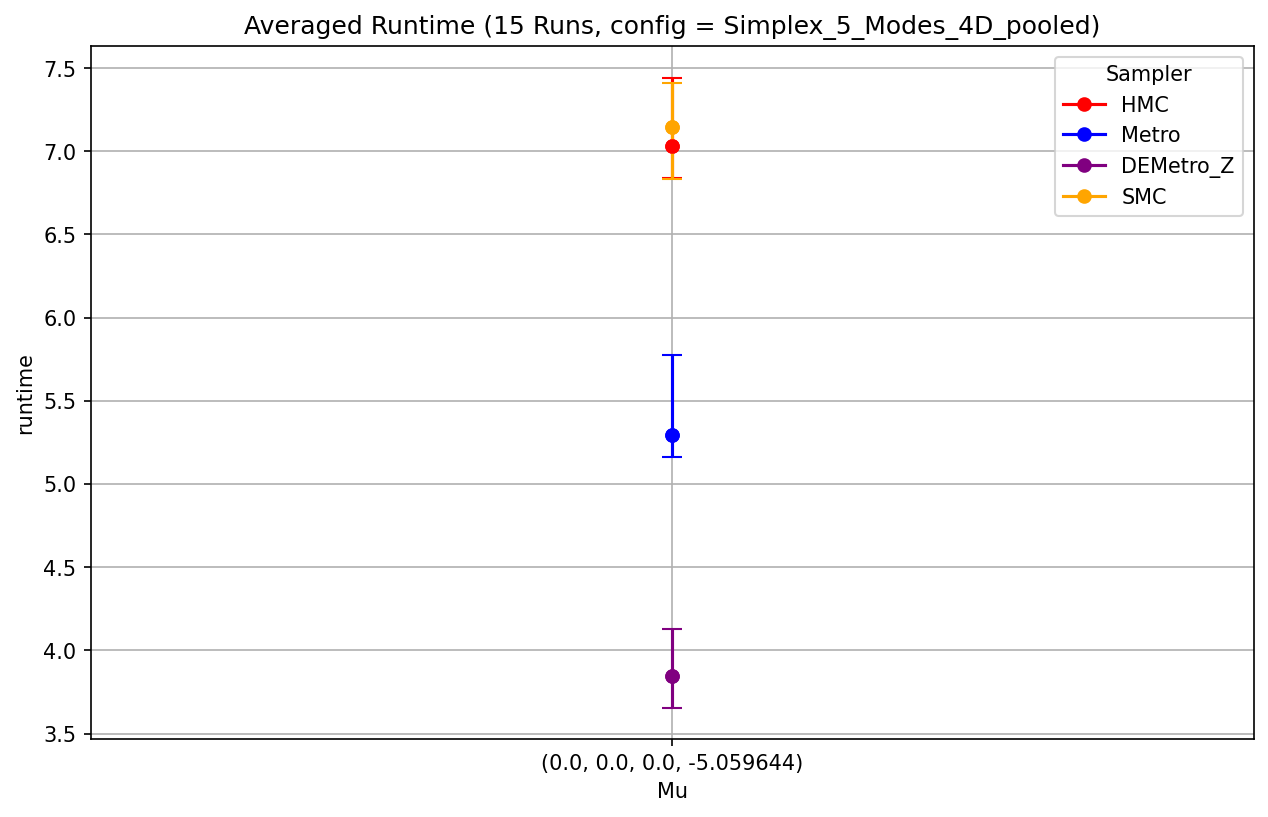 Averaged Runtime (15 Runs, config = Simplex_5_Modes_4D_pooled)
7.5
7.0
6.5
6.0
5.5
5.0
4.5
4.0
3.5
runtime
Sampler
HMC
Metro
DEMetro_Z
SMC
(0.0, 0.0, 0.0, -5.059644)
Mu